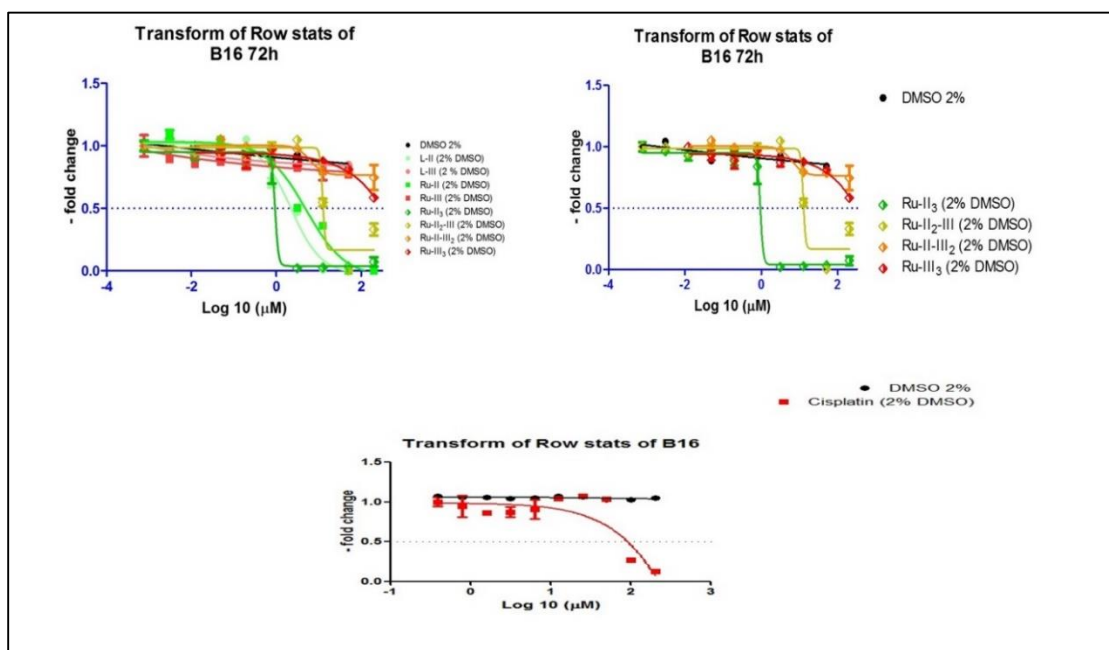 Transform of Row stats of
B16 72h
1.5
1.0
0.5
0.0
- fold change
-4
-2
0
2
4
Log 10 (μM)
DMSO 2%
L-II (2% DMSO)
L-III (2 % DMSO)
Ru-II (2% DMSO)
Ru-III (2% DMSO)
Ru-II₃ (2% DMSO)
Ru-II₂-III (2% DMSO)
Ru-II-III₂ (2% DMSO)
Ru-III₃ (2% DMSO)
Transform of Row stats of
B16 72h
1.5
1.0
0.5
0.0
- fold change
-4
-2
0
2
Log 10 (μM)
DMSO 2%
Ru-II₃ (2% DMSO)
Ru-II₂-III (2% DMSO)
Ru-II-III₂ (2% DMSO)
Ru-III₃ (2% DMSO)
DMSO 2%
Cisplatin (2% DMSO)
Transform of Row stats of B16
1.5
1.0
0.5
0.0
- fold change
-1
0
1
2
3
Log 10 (μM)